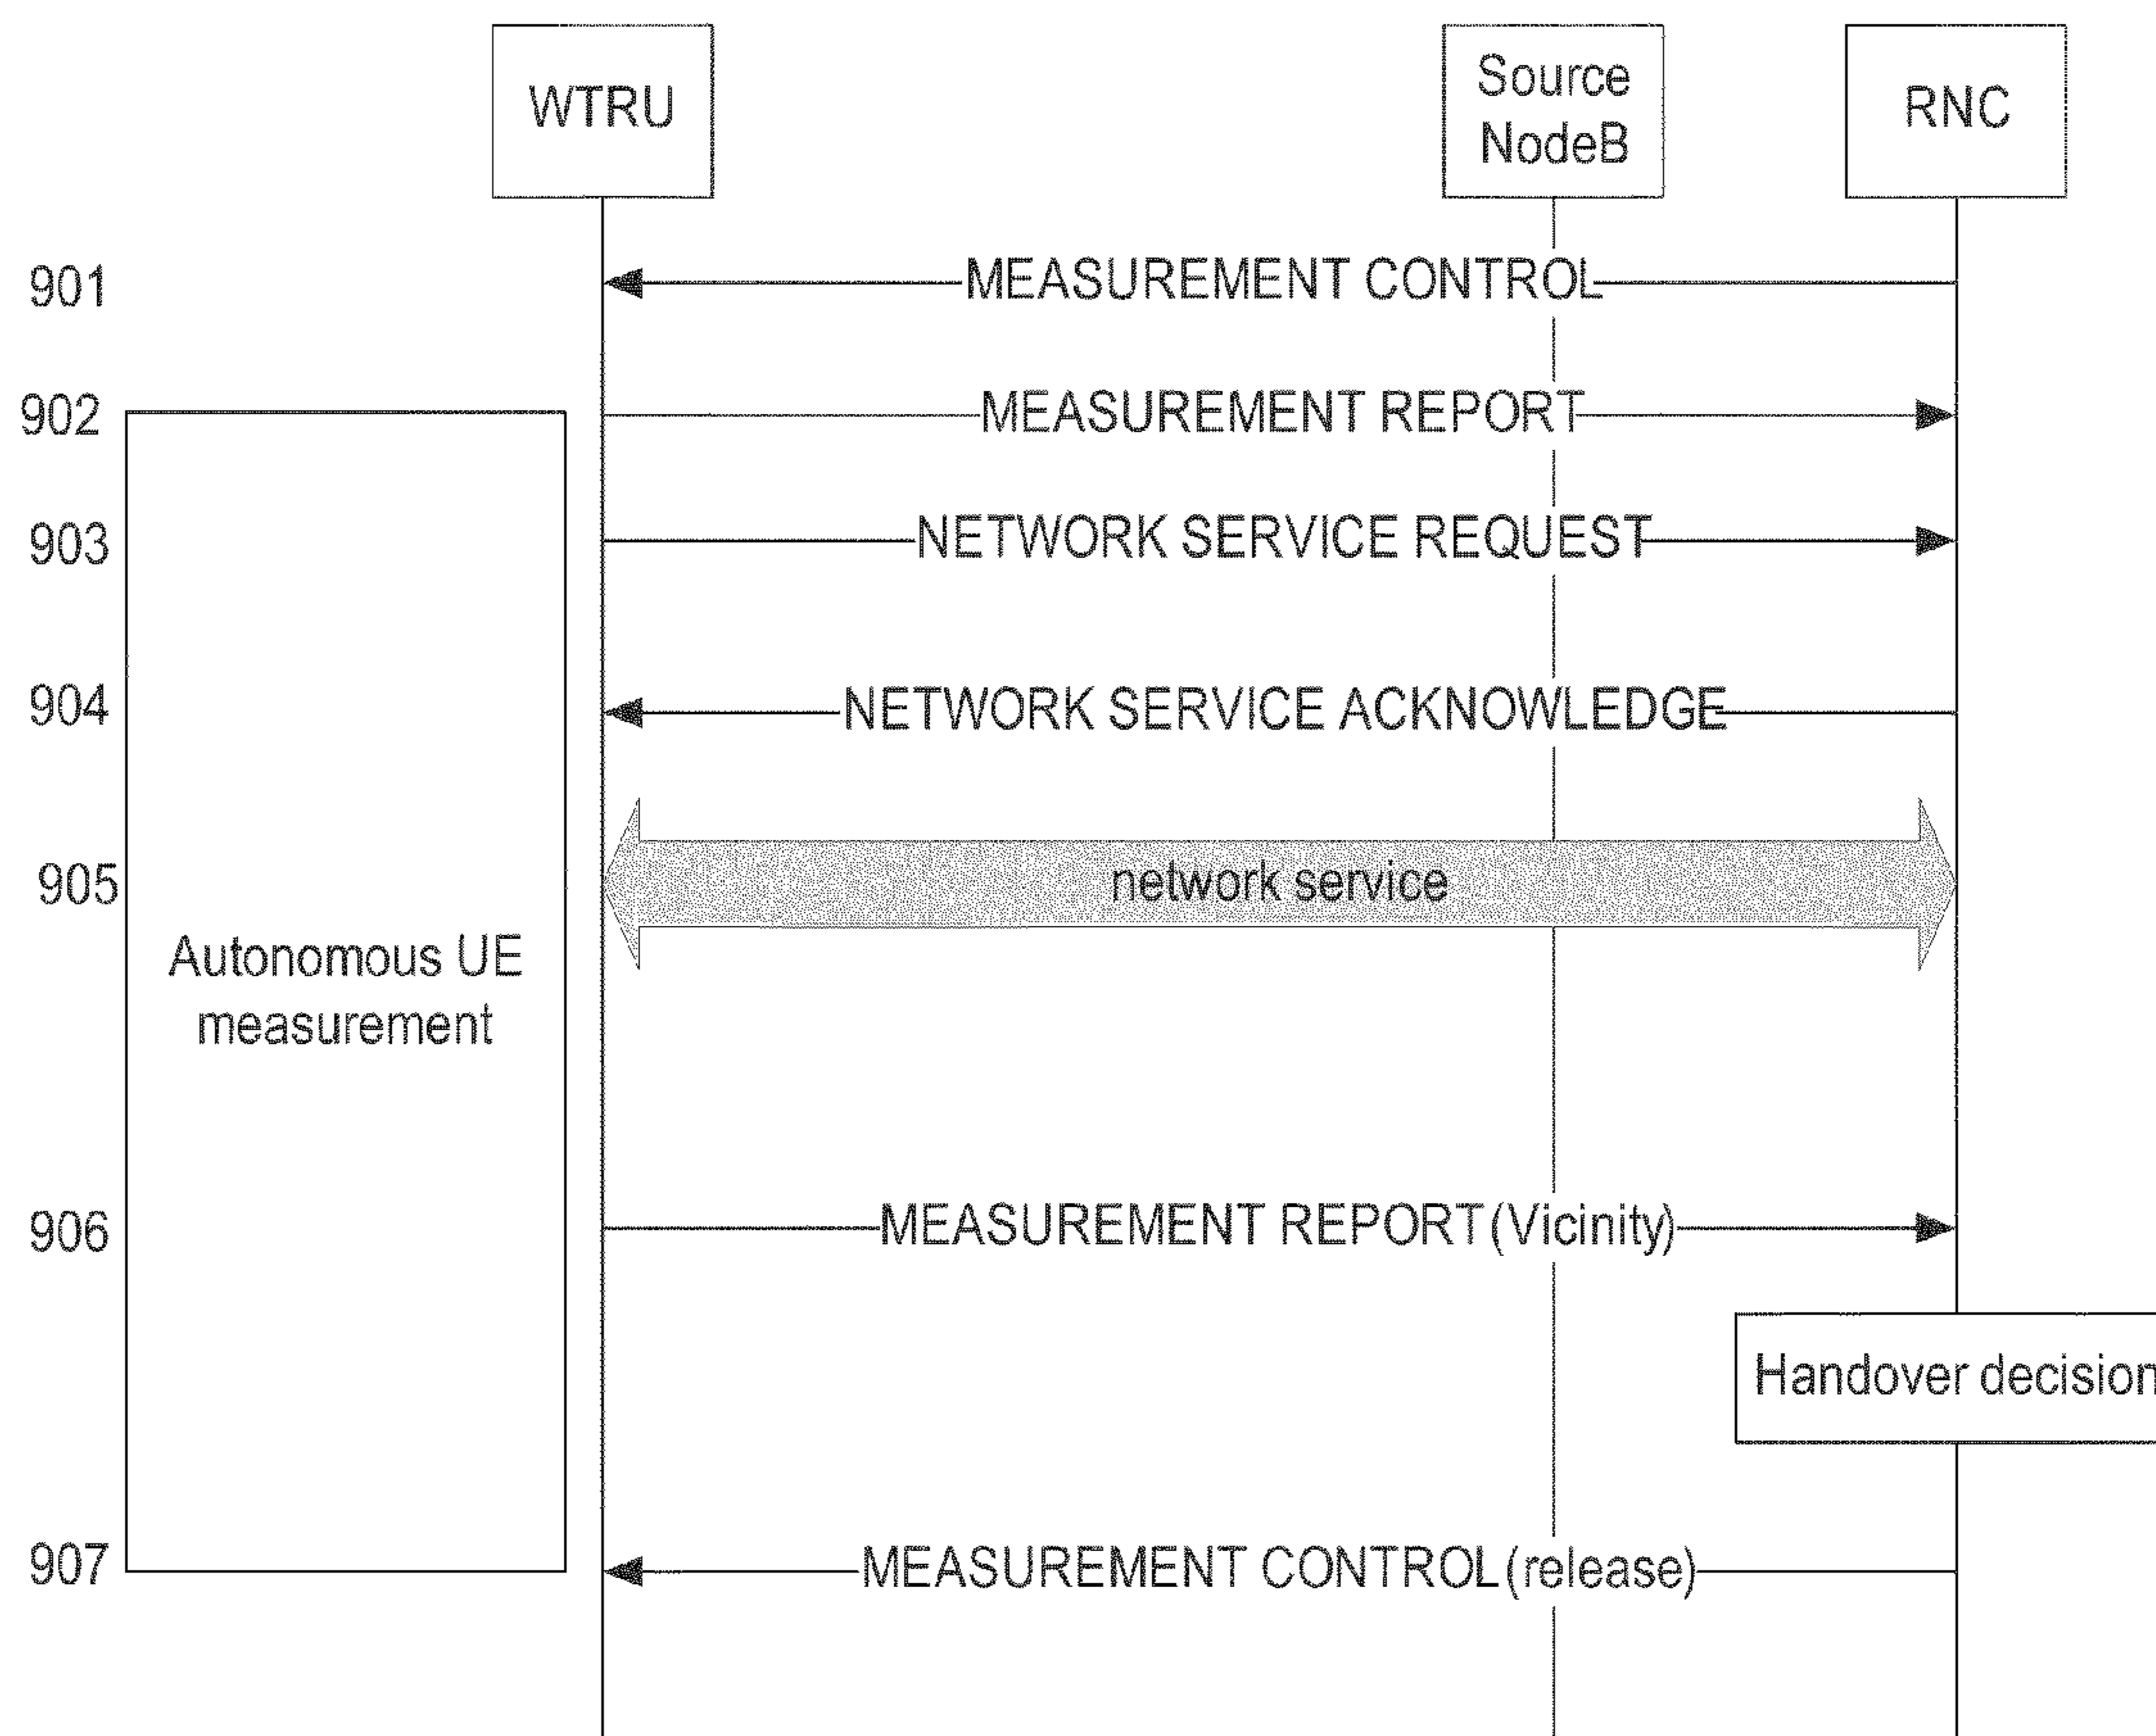 WTRU
Source
NodeB
RNC
901
MEASUREMENT CONTROL
902
MEASUREMENT REPORT
903
NETWORK SERVICE REQUEST
904
NETWORK SERVICE ACKNOWLEDGE
905
network service
Autonomous UE
measurement
906
MEASUREMENT REPORT(Vicinity)
Handover decision
907
MEASUREMENT CONTROL(release)